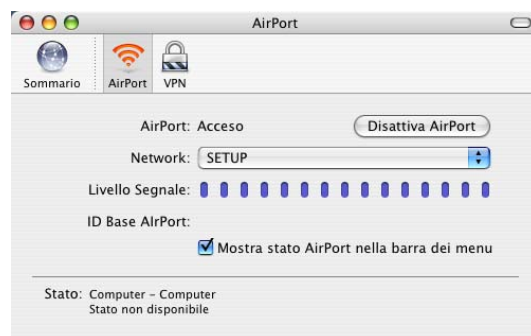 AirPort
Sommario AirPort VPN
AirPort: Acceso Disattiva AirPort
Network: SETUP
Livello Segnale:
ID Base AIrPort:
Mostra stato AirPort nella barra dei menu
Stato: Computer – Computer
Stato non disponibile